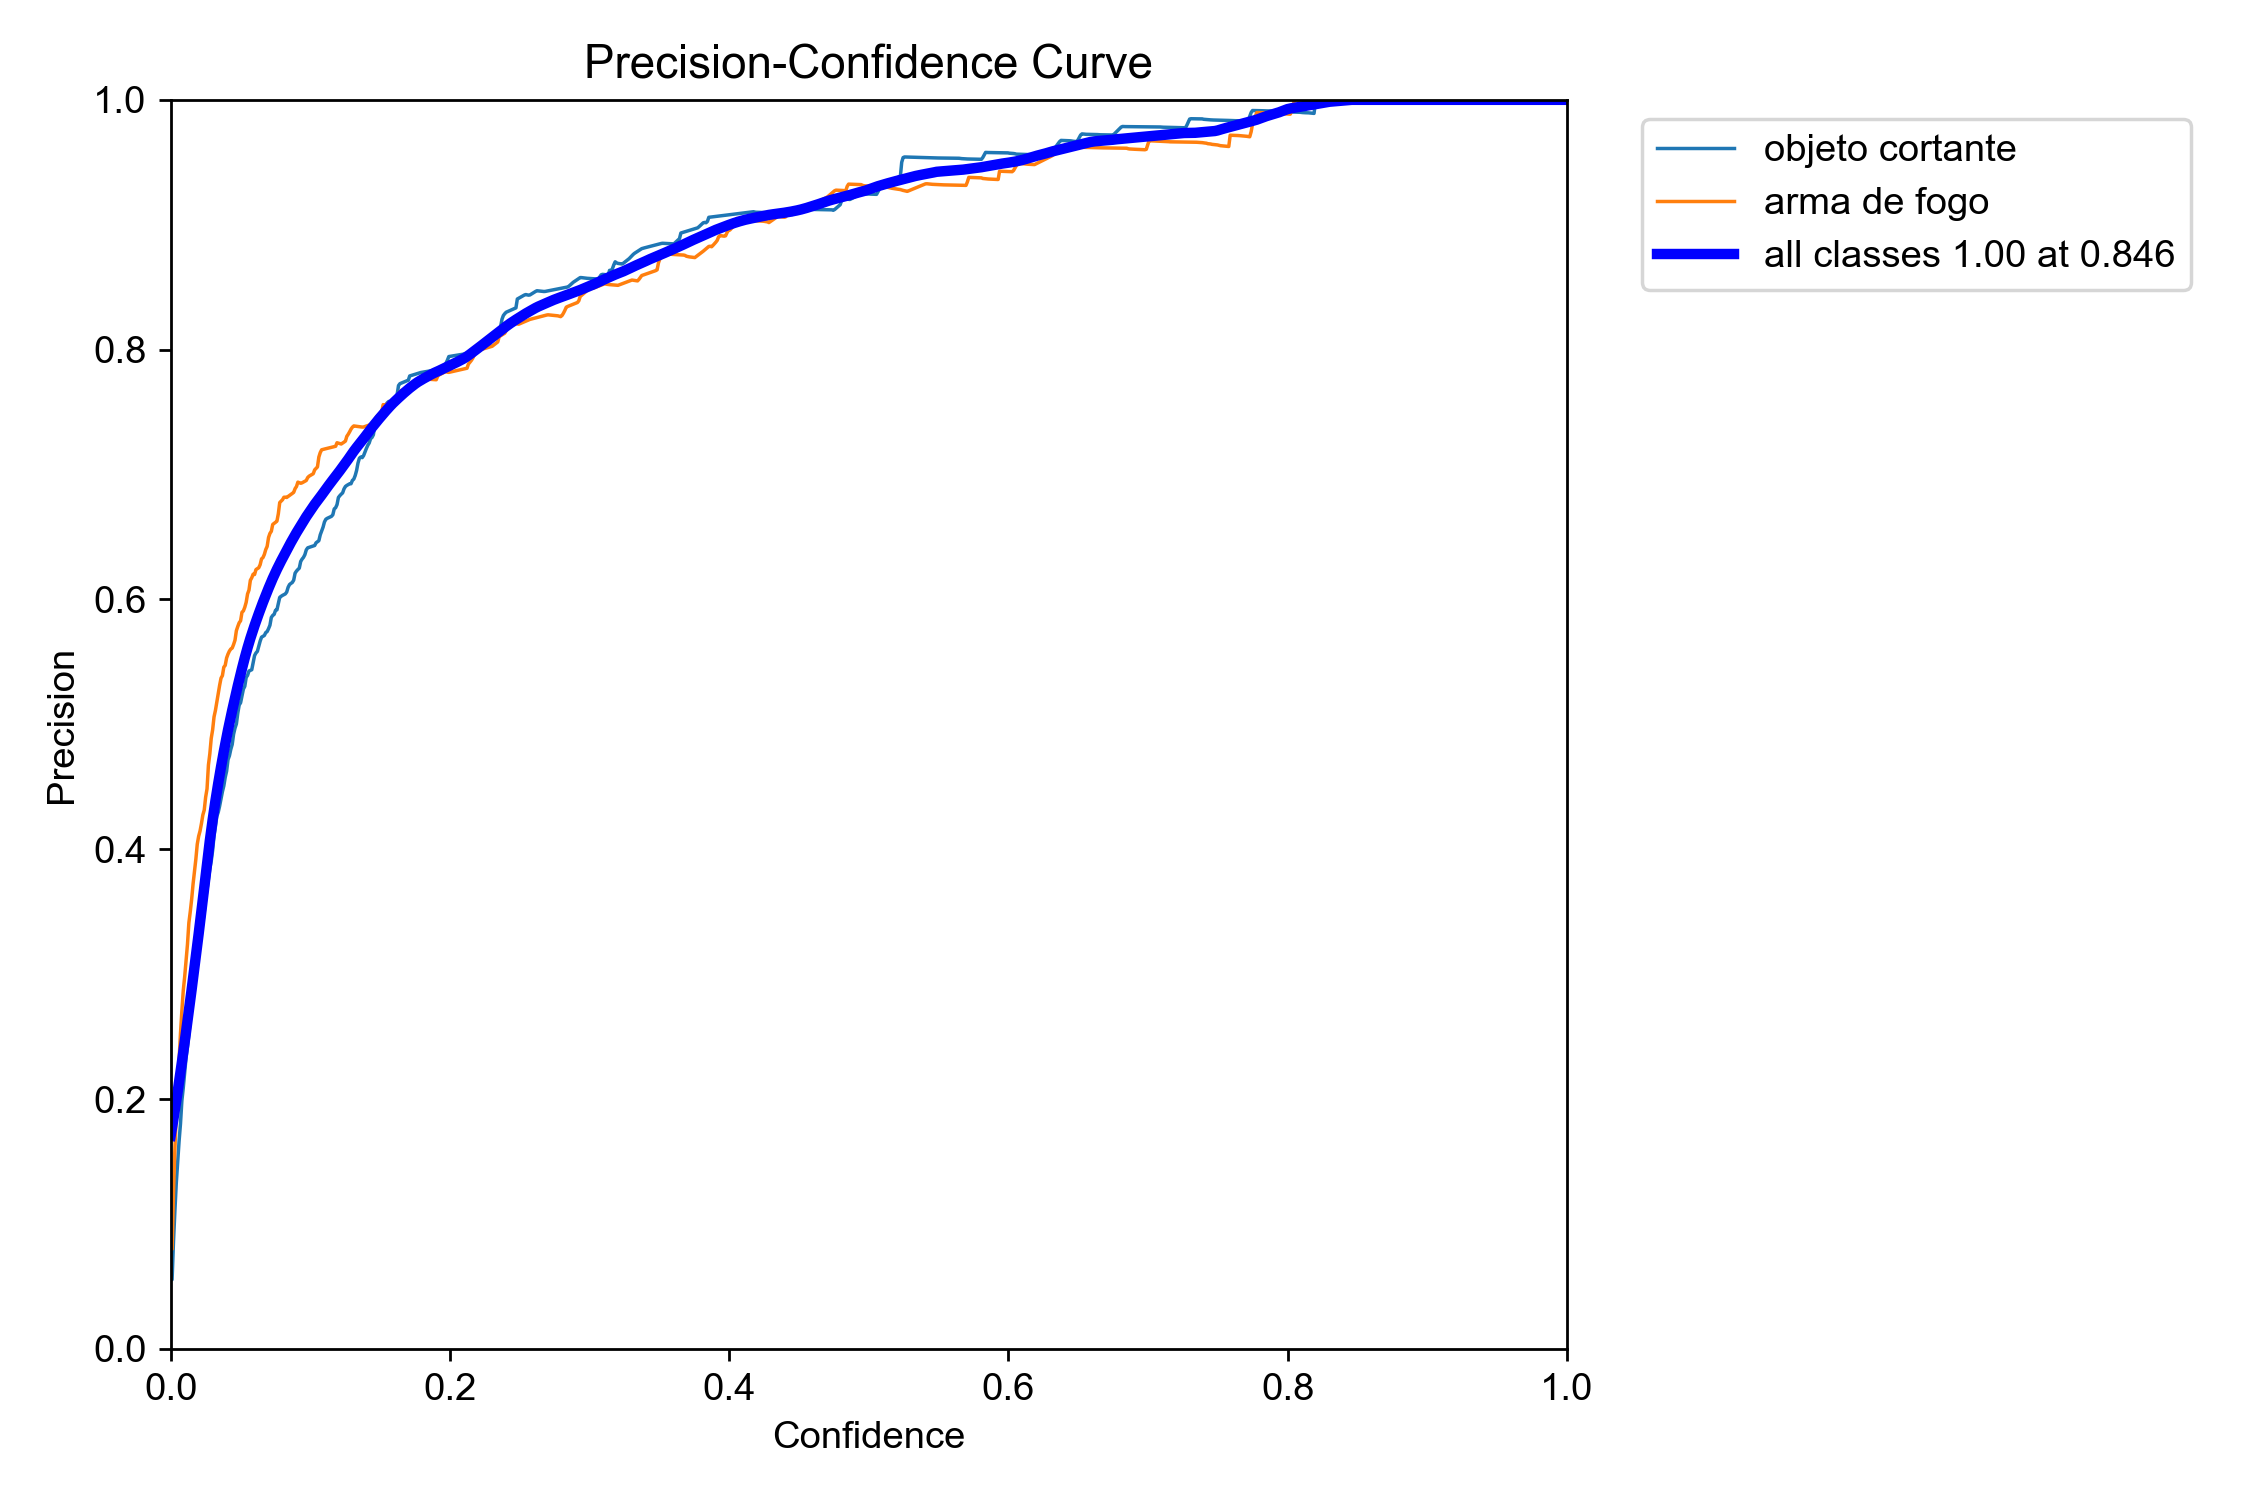 Precision-Confidence Curve
1.0
0.8
0.6
0.4
0.2
0.0
Precision
0.0 0.2 0.4 0.6 0.8 1.0
Confidence
objeto cortante
arma de fogo
all classes 1.00 at 0.846